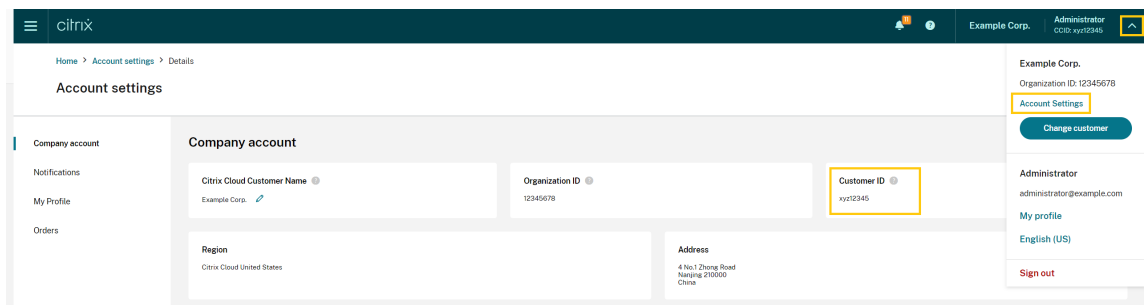 citrix
11
?
Example Corp.
Administrator
CCID: xyz12345
Home > Account settings > Details
Account settings
Example Corp.
Organization ID: 12345678
Account Settings
Change customer
Administrator
administrator@example.com
My profile
English (US)
Sign out
Company account
Notifications
My Profile
Orders
Company account
Citrix Cloud Customer Name ?
Example Corp.
Organization ID ?
12345678
Customer ID ?
xyz12345
Region
Citrix Cloud United States
Address
4 No.1 Zhong Road
Nanjing 210000
China